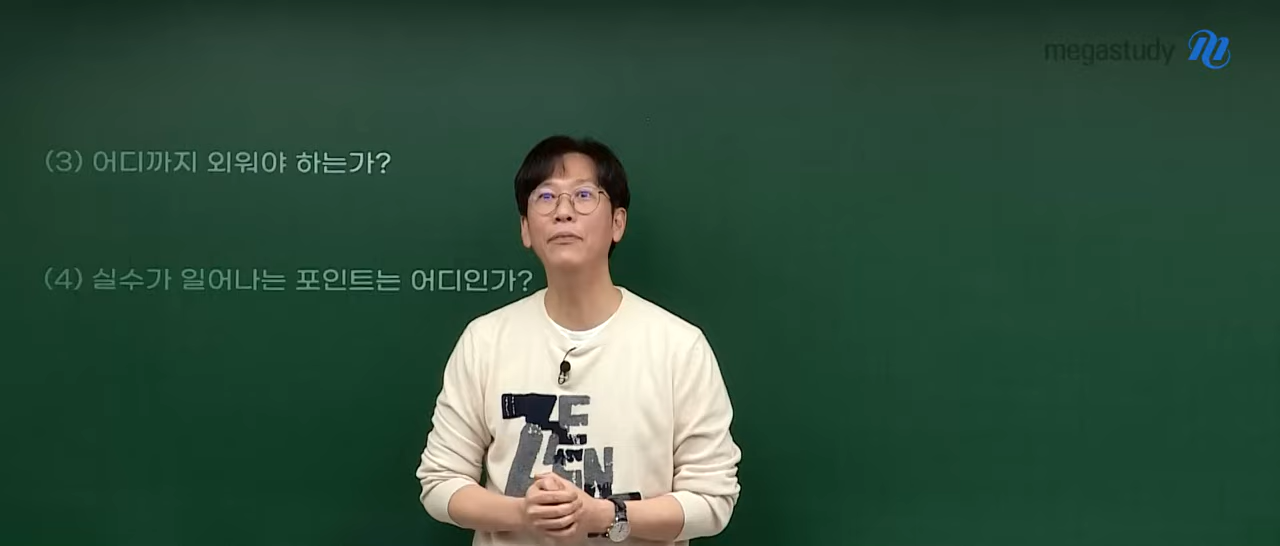 megastudy
(3) 어디까지 외워야 하는가?
(4) 실수가 일어나는 포인트는 어디인가?